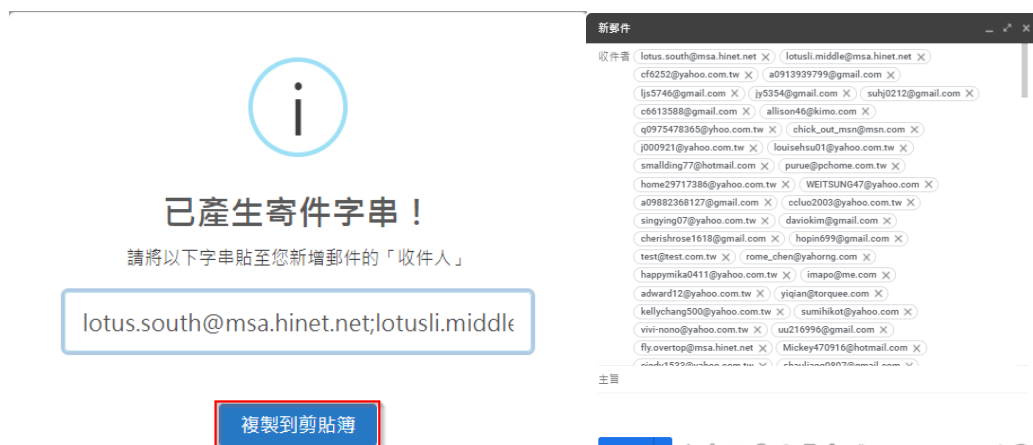 i
已產生寄件字串！
請將以下字串貼至您新增郵件的「收件人」
lotus.south@msa.hinet.net;lotusli.middle
複製到剪貼簿
新郵件
收件者 lotus.south@msa.hinet.net lotusli.middle@msa.hinet.net
cf6252@yahoo.com.tw a0913939799@gmail.com
ljs5746@gmail.com jy5354@gmail.com suhj0212@gmail.com
c6613588@gmail.com allison46@kimo.com
q0975478365@yhoo.com.tw chick_out_msn@msn.com
j000921@yahoo.com.tw louisehsu01@yahoo.com.tw
smallding77@hotmail.com purue@pchome.com.tw
home29717386@yahoo.com.tw WEITSUNG47@yahoo.com
a09882368127@gmail.com ccluo2003@yahoo.com.tw
singying07@yahoo.com.tw daviokim@gmail.com
cherishrose1618@gmail.com hopin699@gmail.com
test@test.com.tw rome_chen@yahorng.com
happymika0411@yahoo.com.tw imapo@me.com
adward12@yahoo.com.tw yiqian@torquee.com
kellychang500@yahoo.com.tw sumihikot@yahoo.com
vivi-nono@yahoo.com.tw uu216996@gmail.com
fly.overtop@msa.hinet.net Mickey470916@hotmail.com
主旨